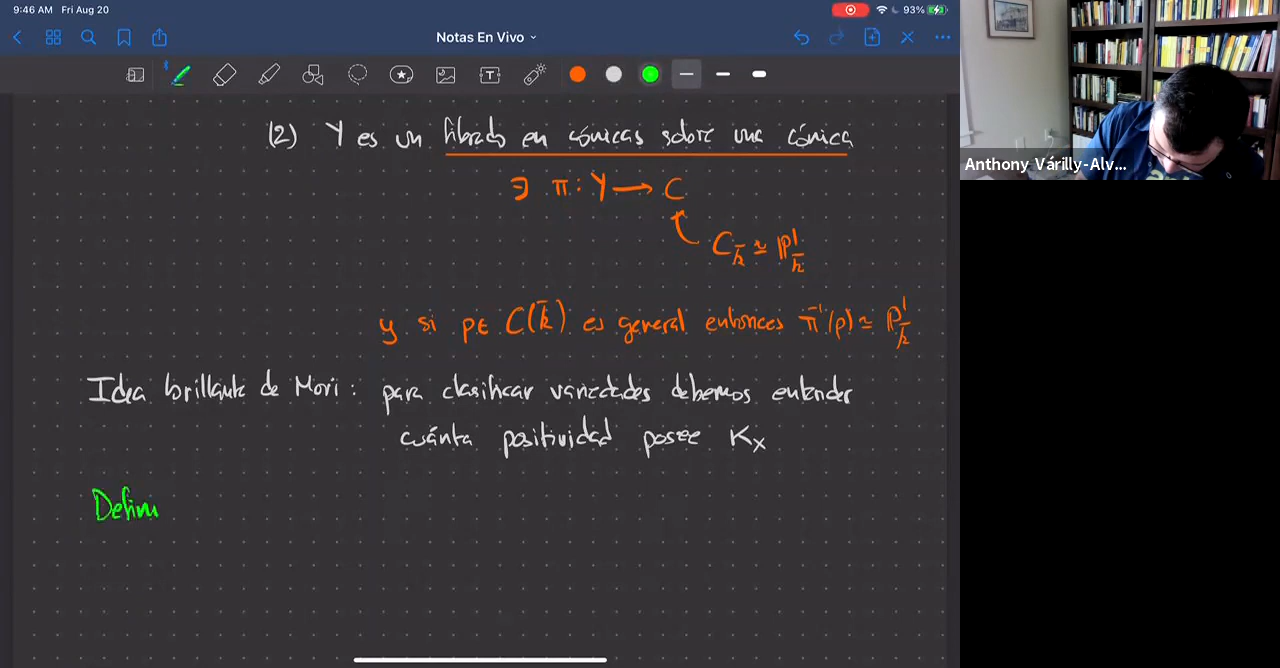 9:46 AM Fri Aug 20
93%
Notas En Vivo
(2) Y es un fibrado en cónicas sobre una cónica
∃ π: Y → C
C_k̄ ≃ ℙ¹_k̄
y si p∈ C(k̄) es general entonces π⁻¹(p) ≃ ℙ¹_k̄
Idea brillante de Mori: para clasificar variedades debemos entender
cuánta positividad posee K_X
Defini
Anthony Várilly-Alv...